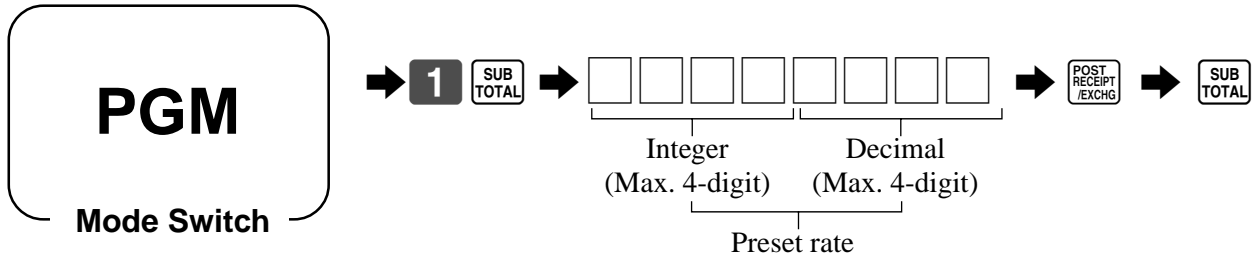 PGM
Mode Switch
1
SUB
TOTAL
POST
RECEIPT
/EXCHG
SUB
TOTAL
Integer
(Max. 4-digit)
Decimal
(Max. 4-digit)
Preset rate